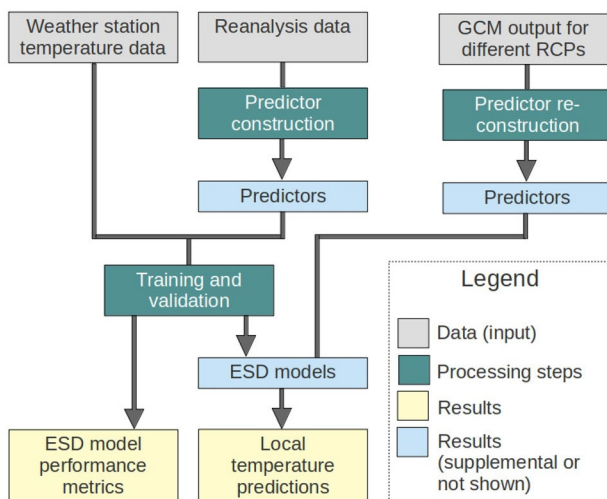 Weather station
temperature data
Reanalysis data
GCM output for
different RCPs
Predictor
construction
Predictor re-
construction
Predictors
Predictors
Training and
validation
ESD models
ESD model
performance
metrics
Local
temperature
predictions
Legend
Data (input)
Processing steps
Results
Results
(supplemental or
not shown)